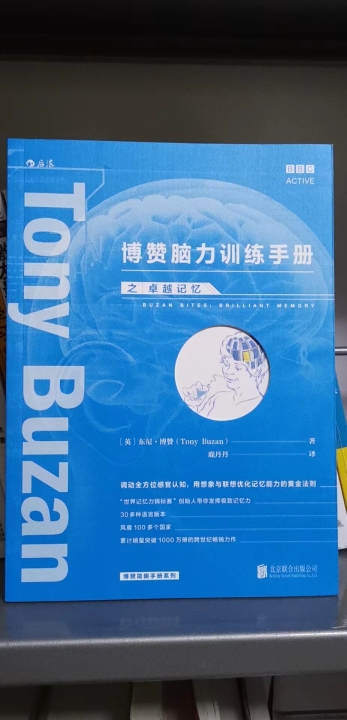 后浪
BBC
ACTIVE
Tony Buzan
博赞脑力训练手册
之 卓越记忆
BUZAN BITES: BRILLIANT MEMORY
[英] 东尼·博赞 (Tony Buzan) 著
鹿丹丹 译
调动全方位感官认知，用想象与联想优化记忆能力的黄金法则
“世界记忆力锦标赛”创始人带你发挥极致记忆力
30多种语言版本
风靡100多个国家
累计销量突破1000万册的跨世纪畅销力作
博赞脑图手册系列
北京联合出版公司